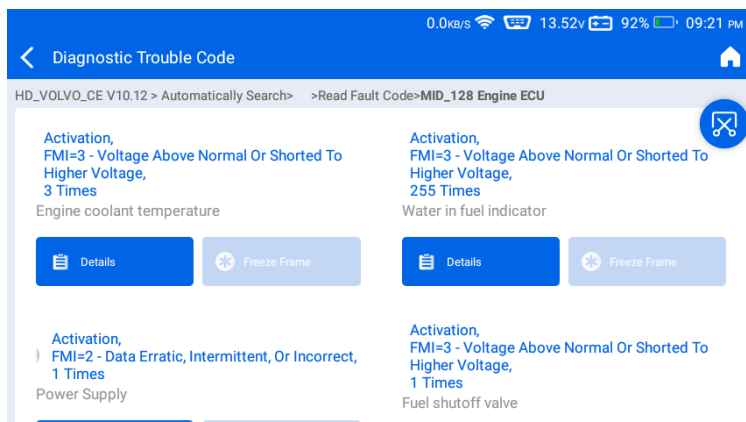 0.0KB/S 13.52V 92% 09:21 PM
Diagnostic Trouble Code
HD_VOLVO_CE V10.12 > Automatically Search> >Read Fault Code>MID_128 Engine ECU
Activation,
FMI=3 - Voltage Above Normal Or Shorted To
Higher Voltage,
3 Times
Engine coolant temperature
Details
Freeze Frame
Activation,
FMI=3 - Voltage Above Normal Or Shorted To
Higher Voltage,
255 Times
Water in fuel indicator
Details
Freeze Frame
Activation,
FMI=2 - Data Erratic, Intermittent, Or Incorrect,
1 Times
Power Supply
Activation,
FMI=3 - Voltage Above Normal Or Shorted To
Higher Voltage,
1 Times
Fuel shutoff valve